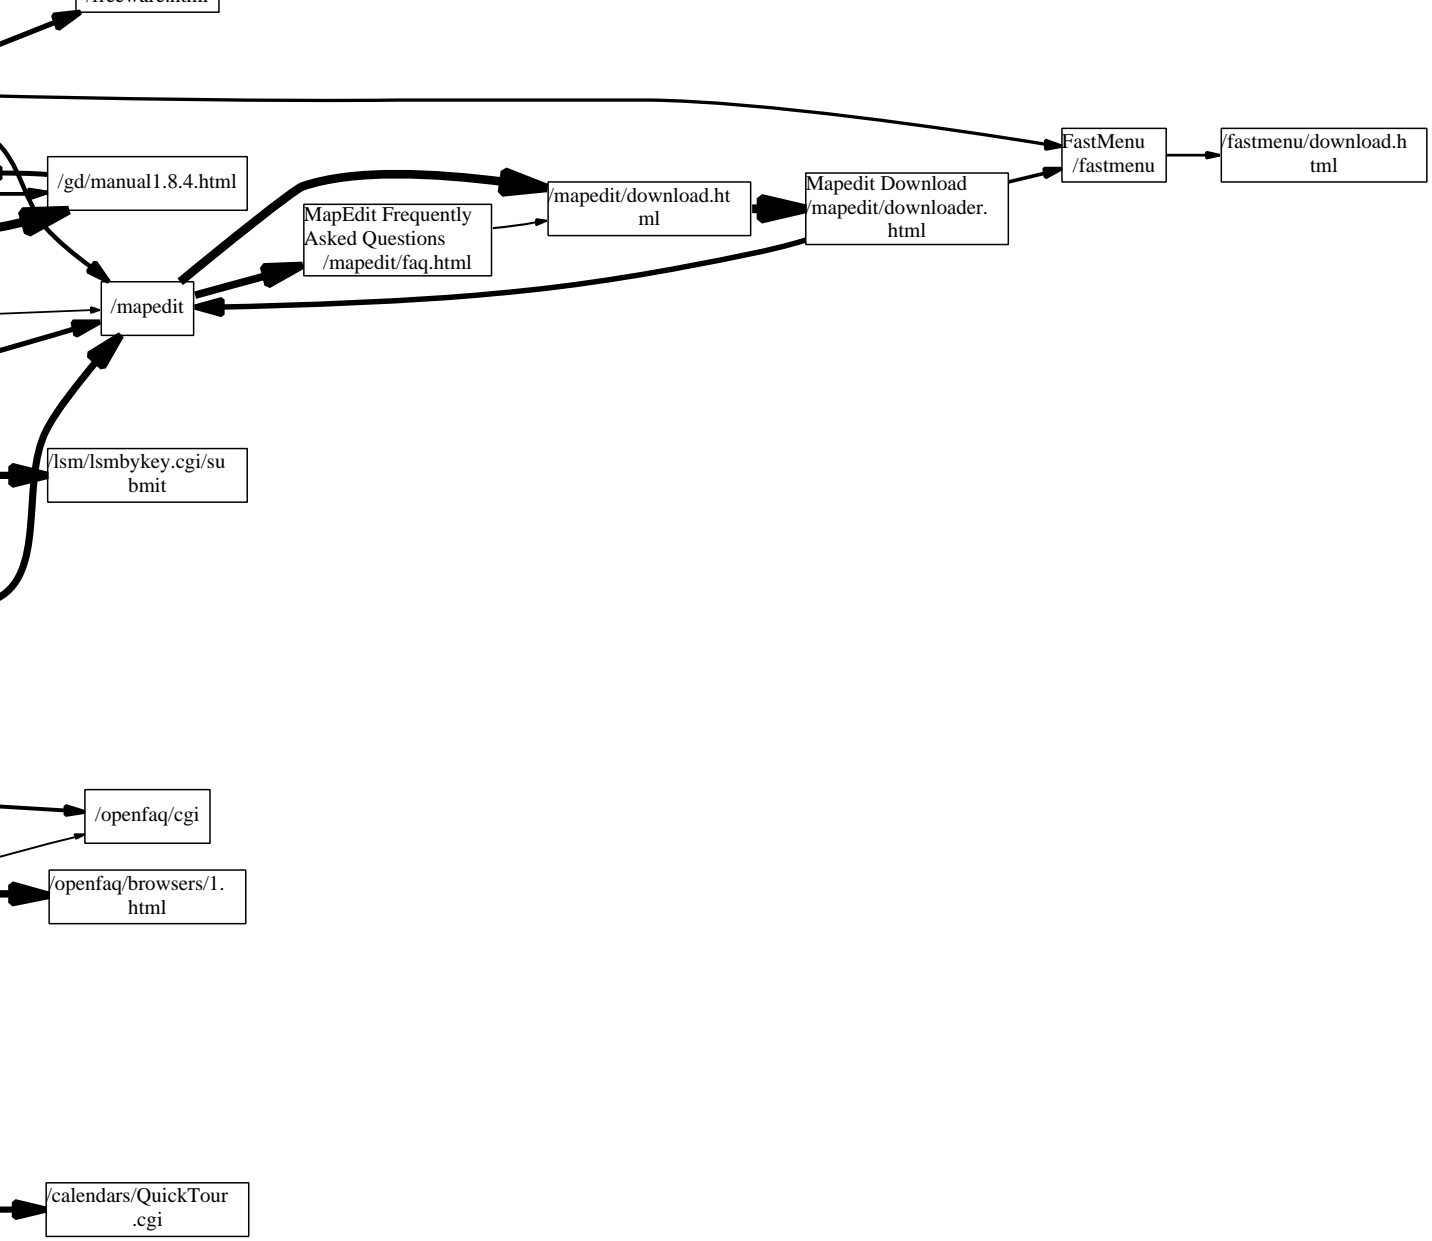 /freeware.html
FastMenu
/fastmenu
/fastmenu/download.h
tml
/gd/manual1.8.4.html
Mapedit Download
/mapedit/downloader.
html
/mapedit/download.ht
ml
MapEdit Frequently
Asked Questions
/mapedit/faq.html
/mapedit
/lsm/lsmbykey.cgi/su
bmit
/openfaq/cgi
/openfaq/browsers/1.
html
/calendars/QuickTour
.cgi